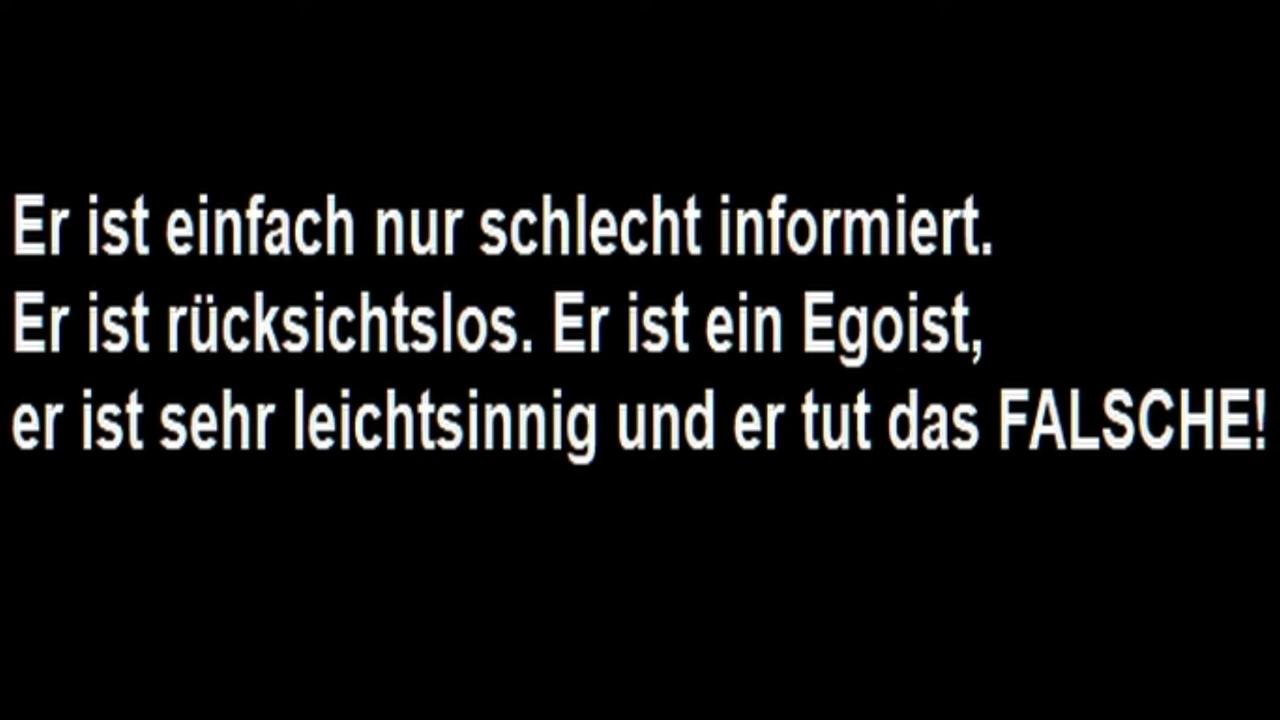 Er ist einfach nur schlecht informiert.
Er ist rücksichtslos. Er ist ein Egoist,
er ist sehr leichtsinnig und er tut das FALSCHE!